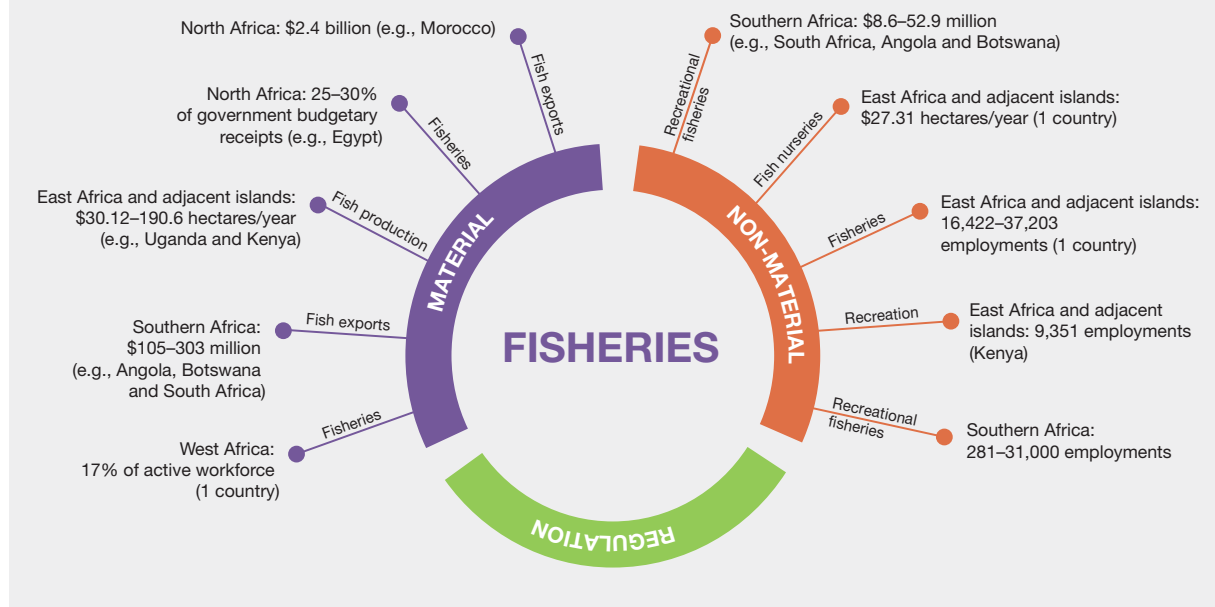 North Africa: $2.4 billion (e.g., Morocco)
Fish exports
North Africa: 25–30%
of government budgetary
receipts (e.g., Egypt)
Fisheries
East Africa and adjacent islands:
$30.12–190.6 hectares/year
(e.g., Uganda and Kenya)
Fish production
Southern Africa:
$105–303 million
(e.g., Angola, Botswana
and South Africa)
Fish exports
West Africa:
17% of active workforce
(1 country)
Fisheries
MATERIAL
FISHERIES
Southern Africa: $8.6–52.9 million
(e.g., South Africa, Angola and Botswana)
Recreational
fisheries
East Africa and adjacent islands:
$27.31 hectares/year (1 country)
Fish nurseries
East Africa and adjacent islands:
16,422–37,203
employments (1 country)
Fisheries
East Africa and adjacent
islands: 9,351 employments
(Kenya)
Recreation
Southern Africa:
281–31,000 employments
Recreational
fisheries
NON-MATERIAL
REGULATION